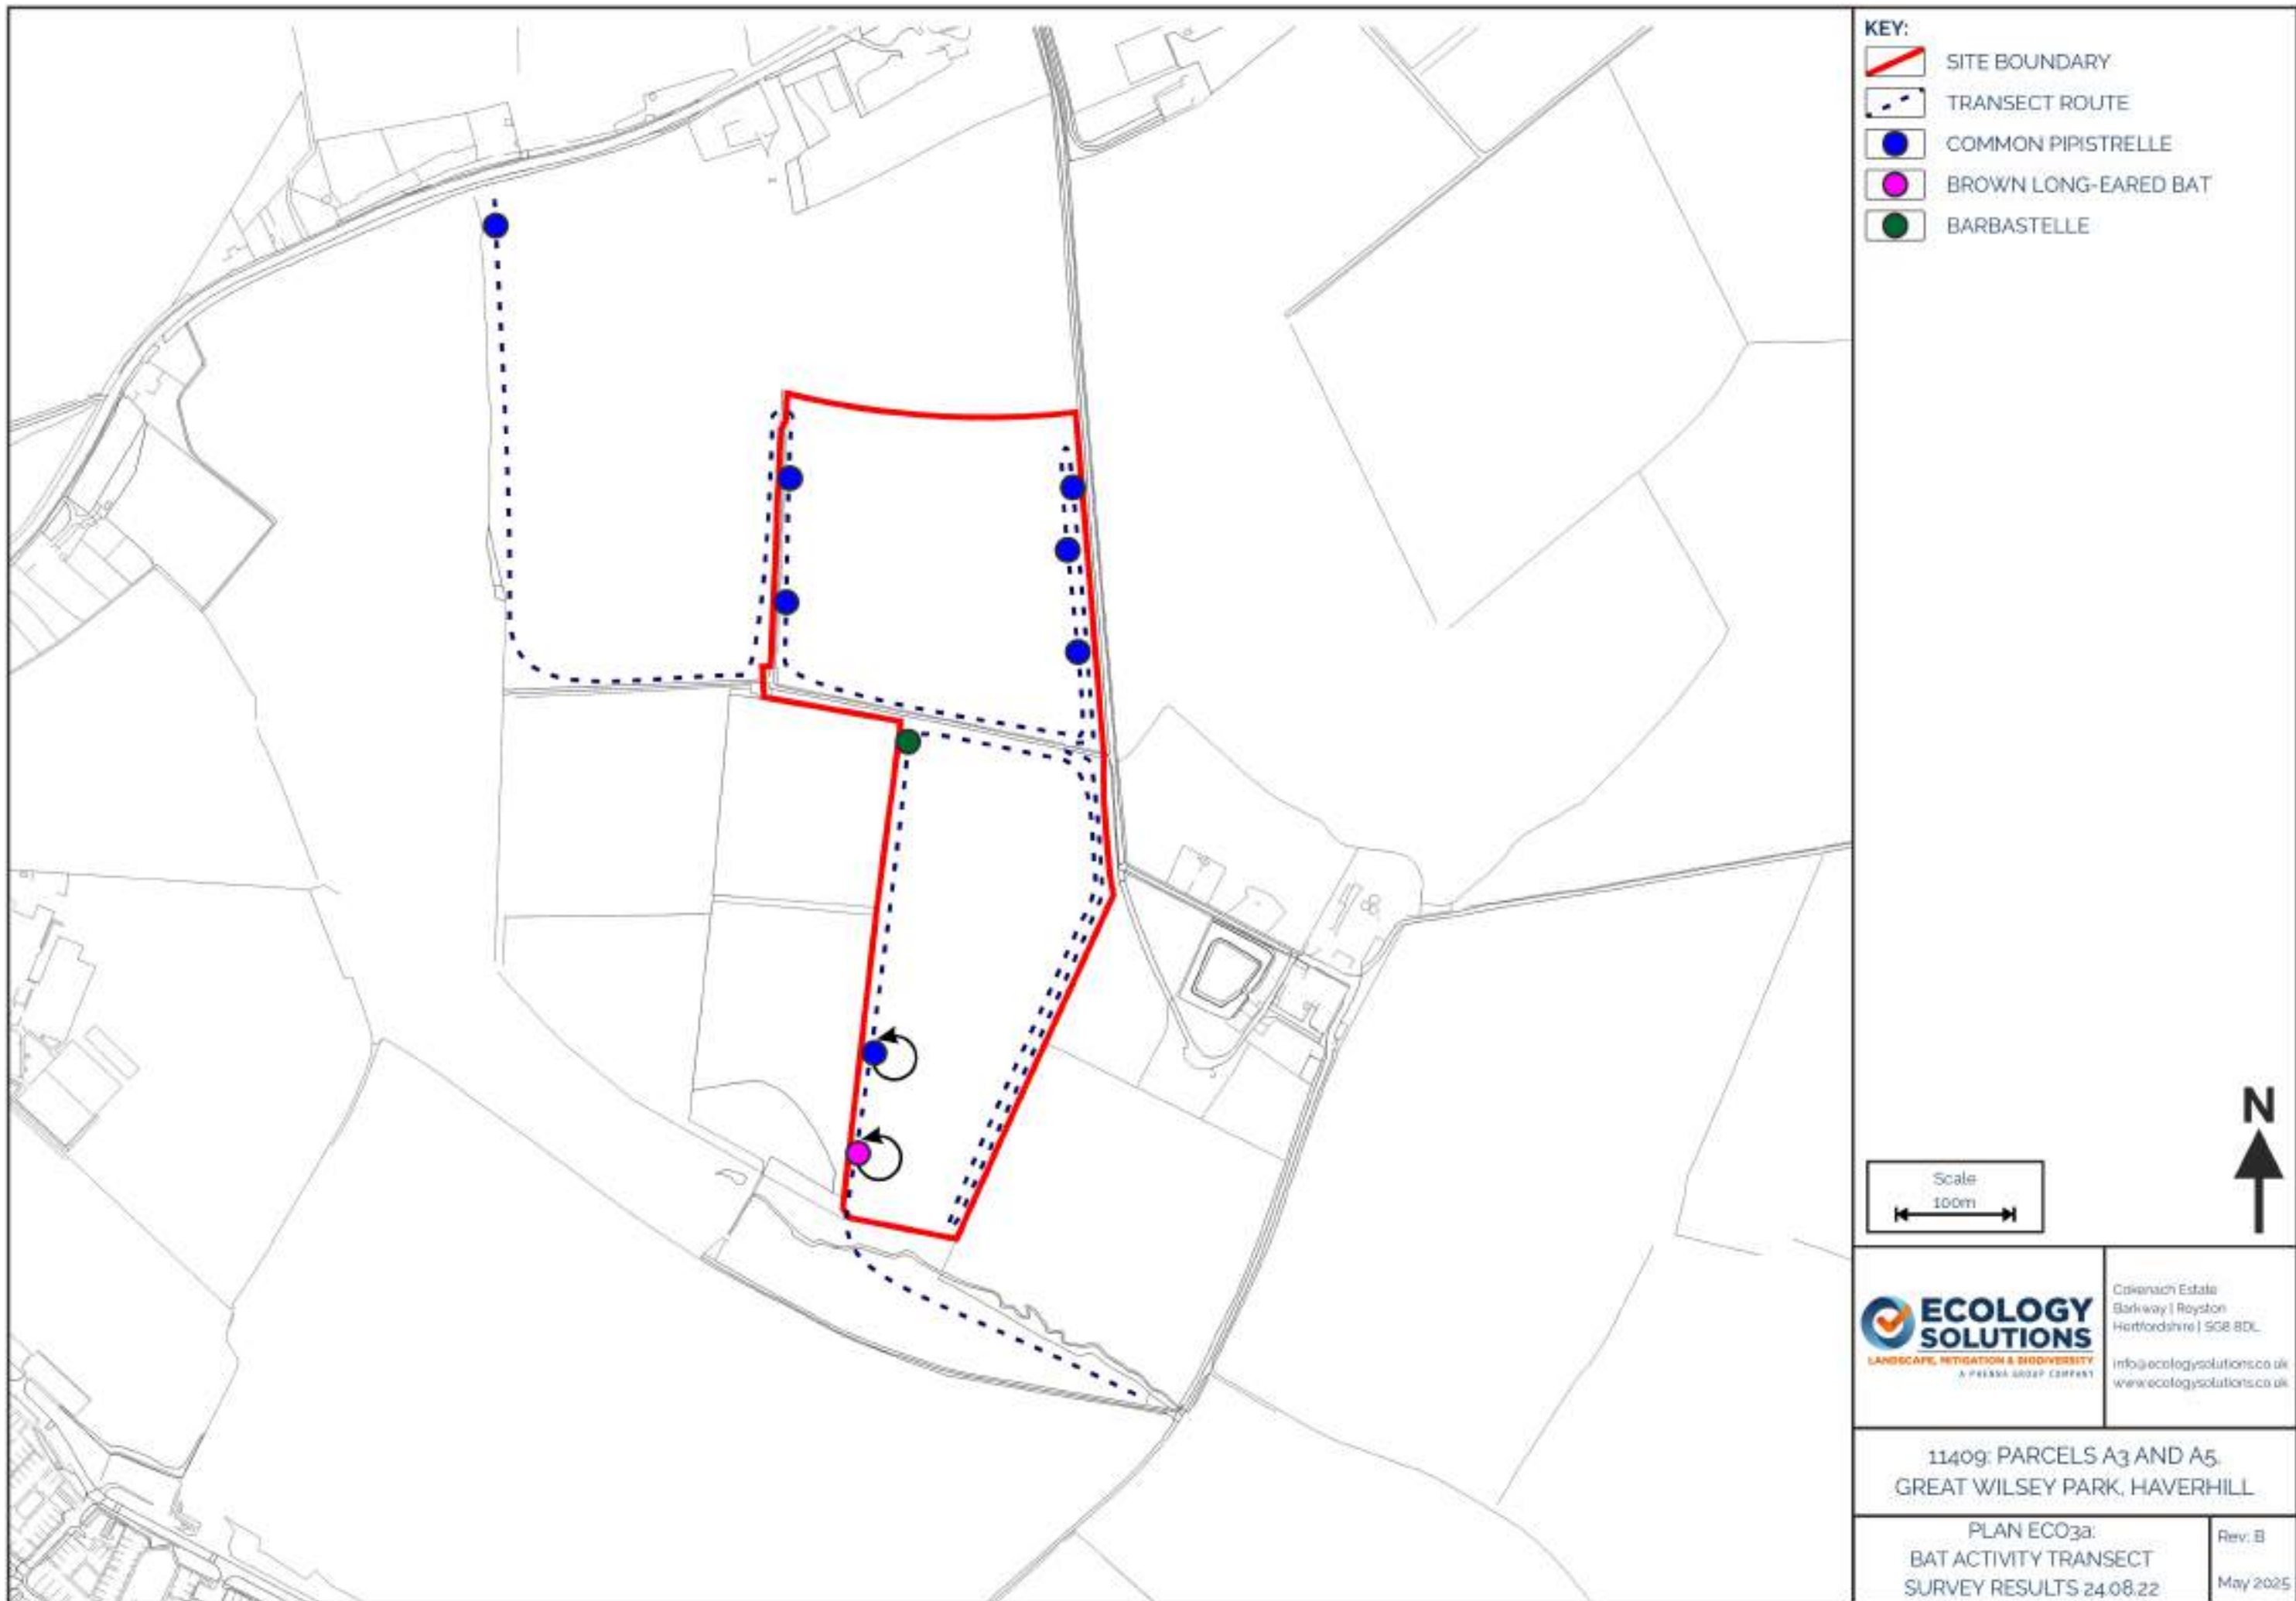 KEY:
SITE BOUNDARY
TRANSECT ROUTE
COMMON PIPISTRELLE
BROWN LONG-EARED BAT
BARBASTELLE
N
Scale
100m
ECOLOGY
SOLUTIONS
LANDSCAPE, MITIGATION & BIODIVERSITY
A PHENNA GROUP COMPANY
Cokenach Estate
Barkway | Royston
Hertfordshire | SG8 8DL
info@ecologysolutions.co.uk
www.ecologysolutions.co.uk
11409: PARCELS A3 AND A5,
GREAT WILSEY PARK, HAVERHILL
PLAN ECO3a:
BAT ACTIVITY TRANSECT
SURVEY RESULTS 24.08.22
Rev: B
May 2025